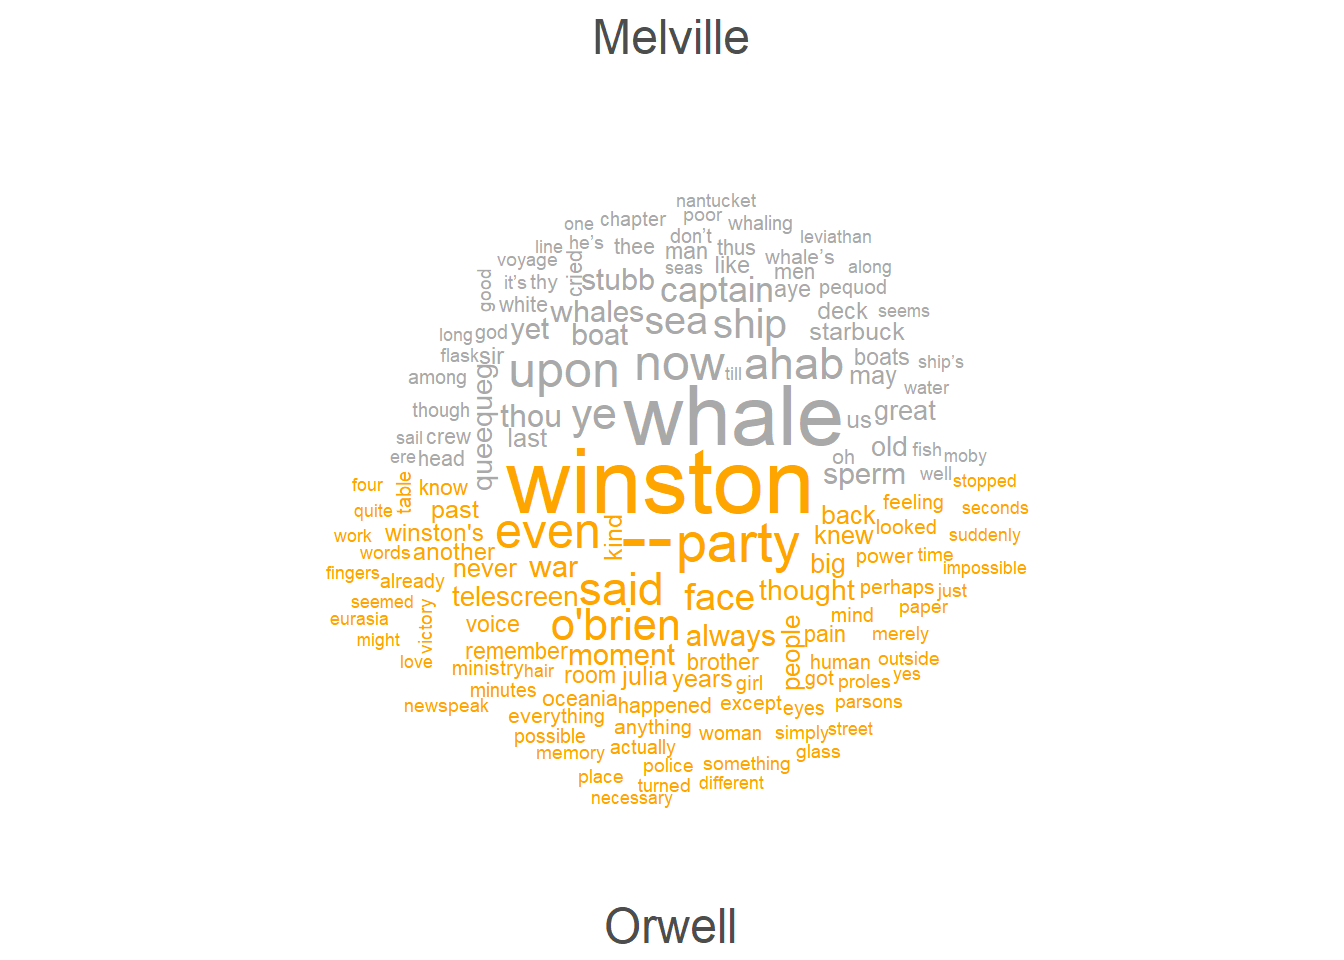 Melville
nantucket
one chapter poor whaling
line he’s thee don’t man thus leviathan
voyage cried seas like whale’s men along
good it’s thy stubb captain aye pequod
white whales sea ship deck seems
long god yet boat starbuck
flask sir upon now till ahab boats ship’s
among queequeg may water
though thou ye whale us great
sail crew last old fish moby
ere head oh sperm well
four table know winston stopped
quite past back feeling seconds
work winston's even kind -- party knew looked suddenly
words another big power time
fingers already never war impossible
seemed telescreen said face thought perhaps just
eurasia victory voice o'brien mind paper
might remember always people pain merely
love ministry hair moment brother human outside
minutes room julia years girl got proles yes
newspeak oceania happened except eyes parsons
everything anything woman simply street
possible actually glass
memory police something
place turned different
necessary
Orwell